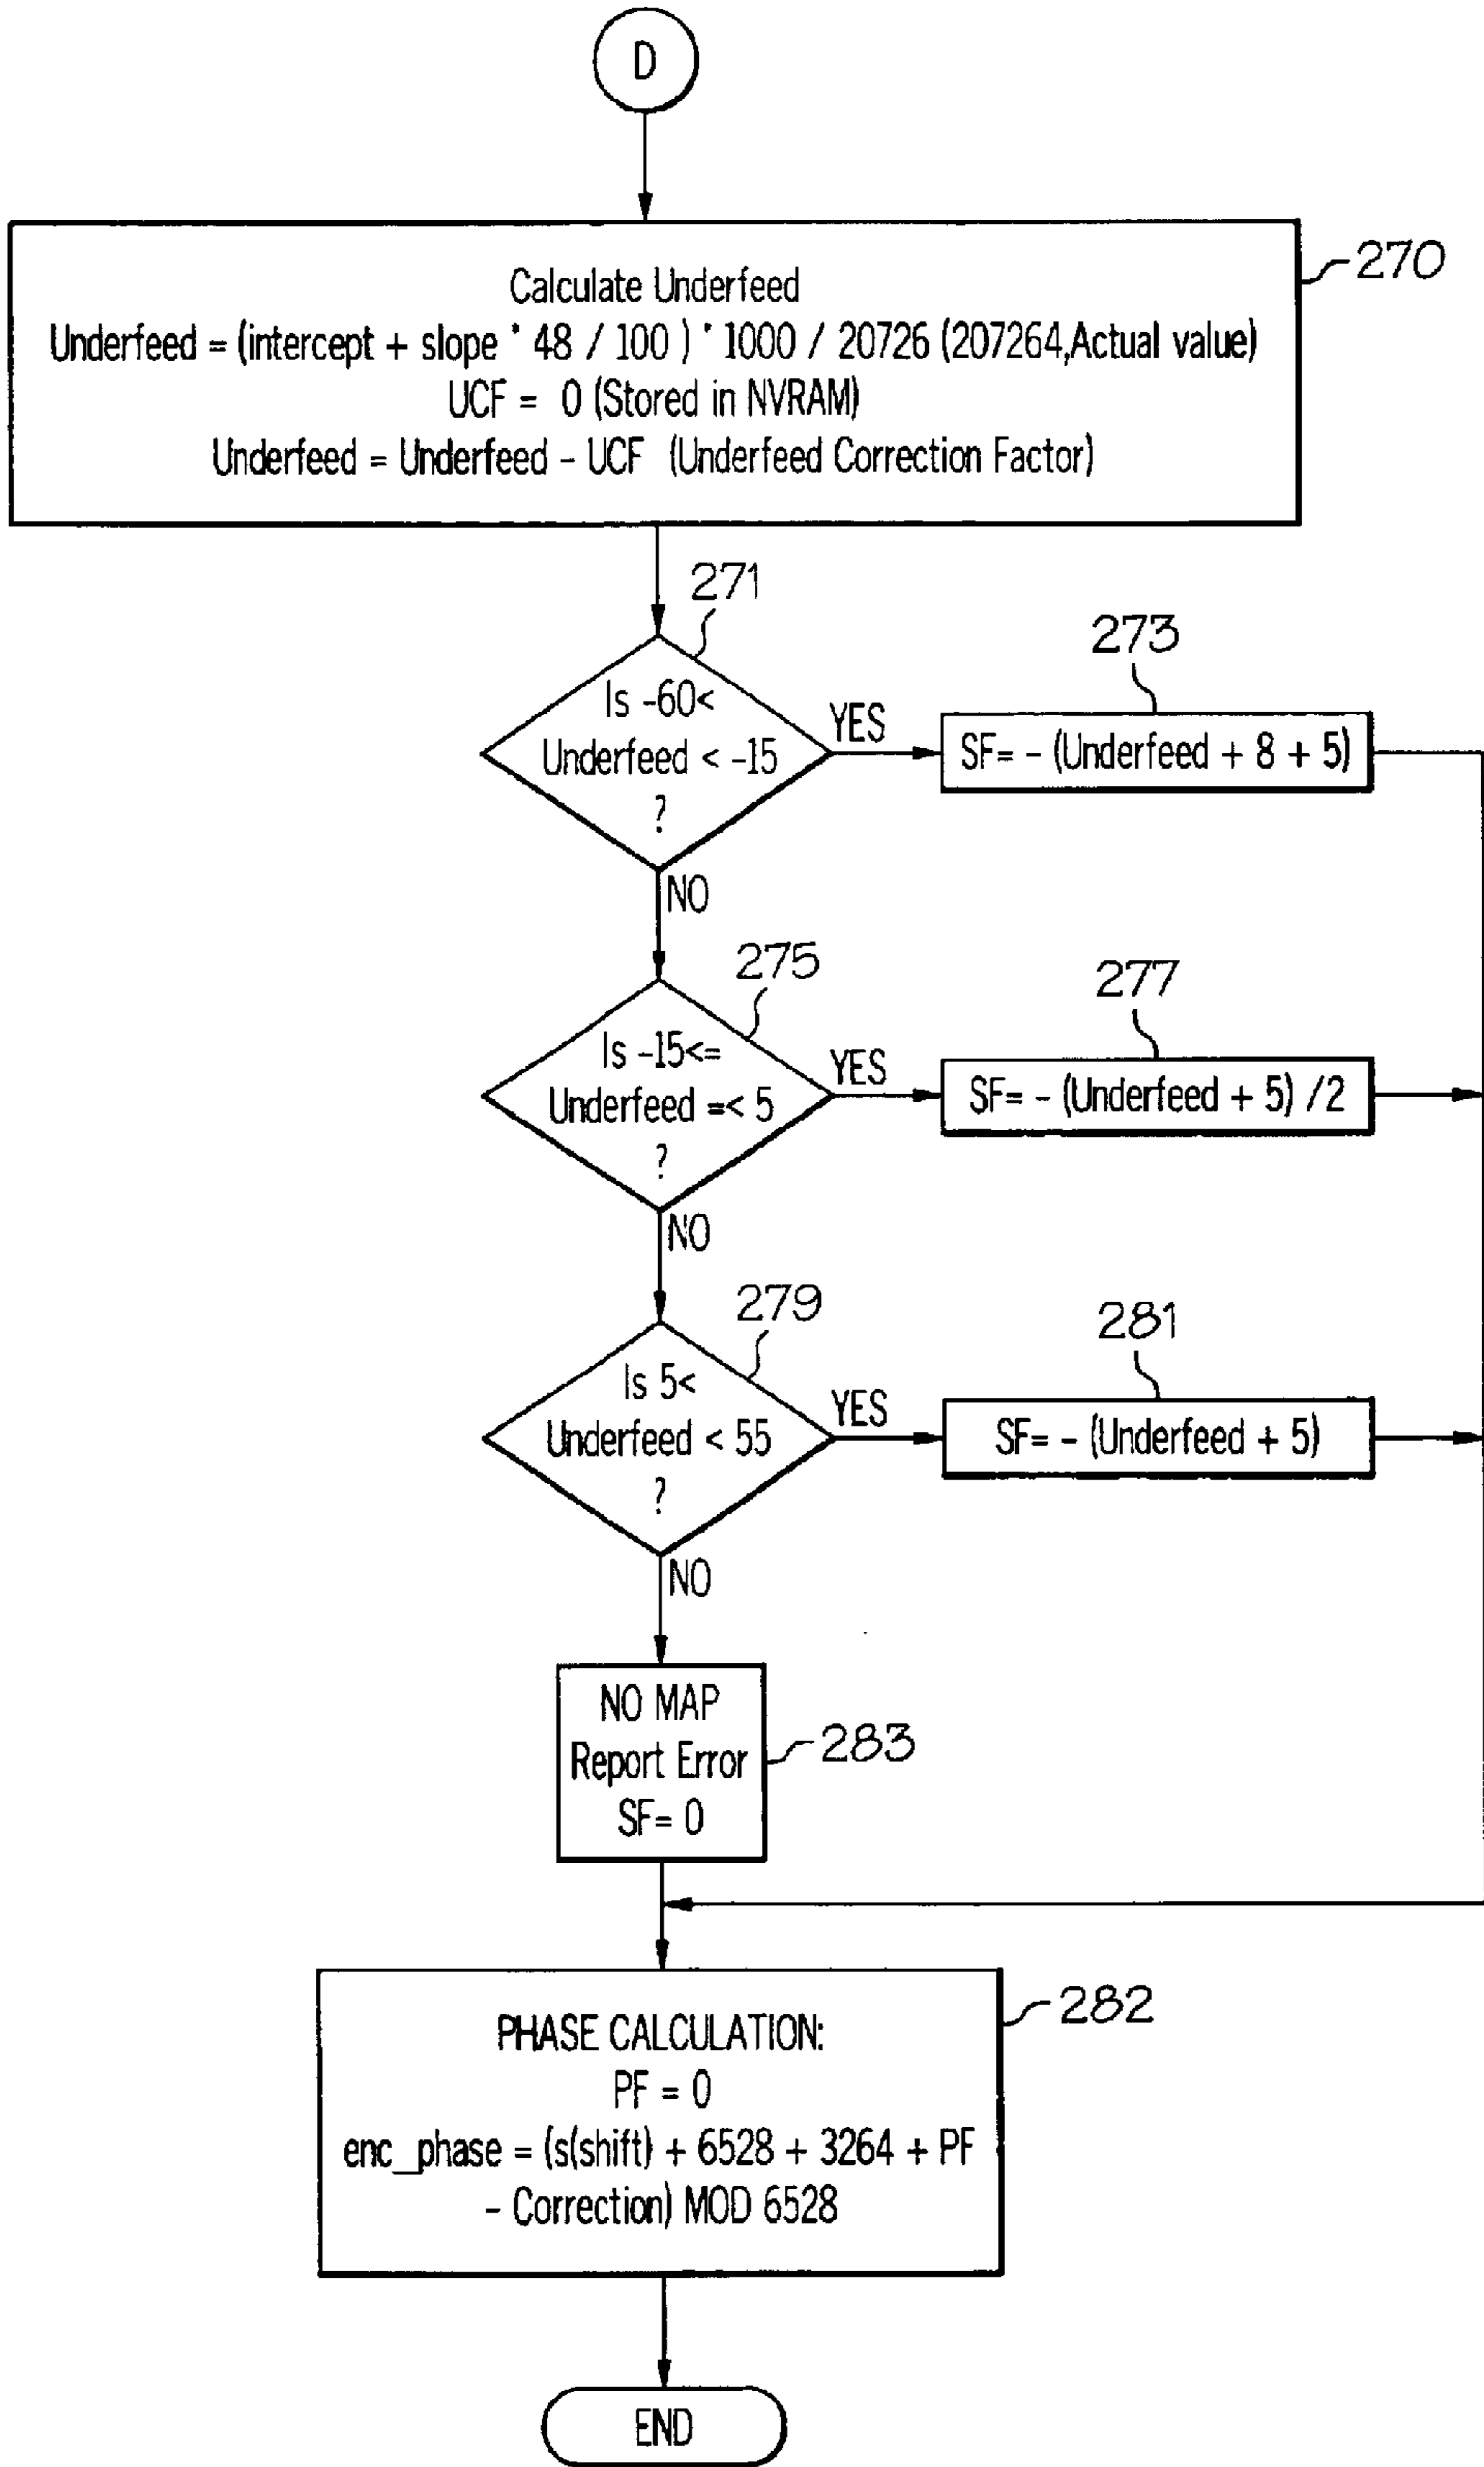 D
270
Calculate Underfeed
Underfeed = (intercept + slope * 48 / 100 ) * 1000 / 20726 (207264,Actual value)
UCF = 0 (Stored in NVRAM)
Underfeed = Underfeed - UCF (Underfeed Correction Factor)
271
Is -60<
Underfeed < -15
?
YES
273
SF= - (Underfeed + 8 + 5)
NO
275
Is -15<=
Underfeed =< 5
?
YES
277
SF= - (Underfeed + 5) /2
NO
279
Is 5<
Underfeed < 55
?
YES
281
SF= - (Underfeed + 5)
NO
NO MAP
Report Error
SF= 0
283
282
PHASE CALCULATION:
PF = 0
enc_phase = (s(shift) + 6528 + 3264 + PF
- Correction) MOD 6528
END